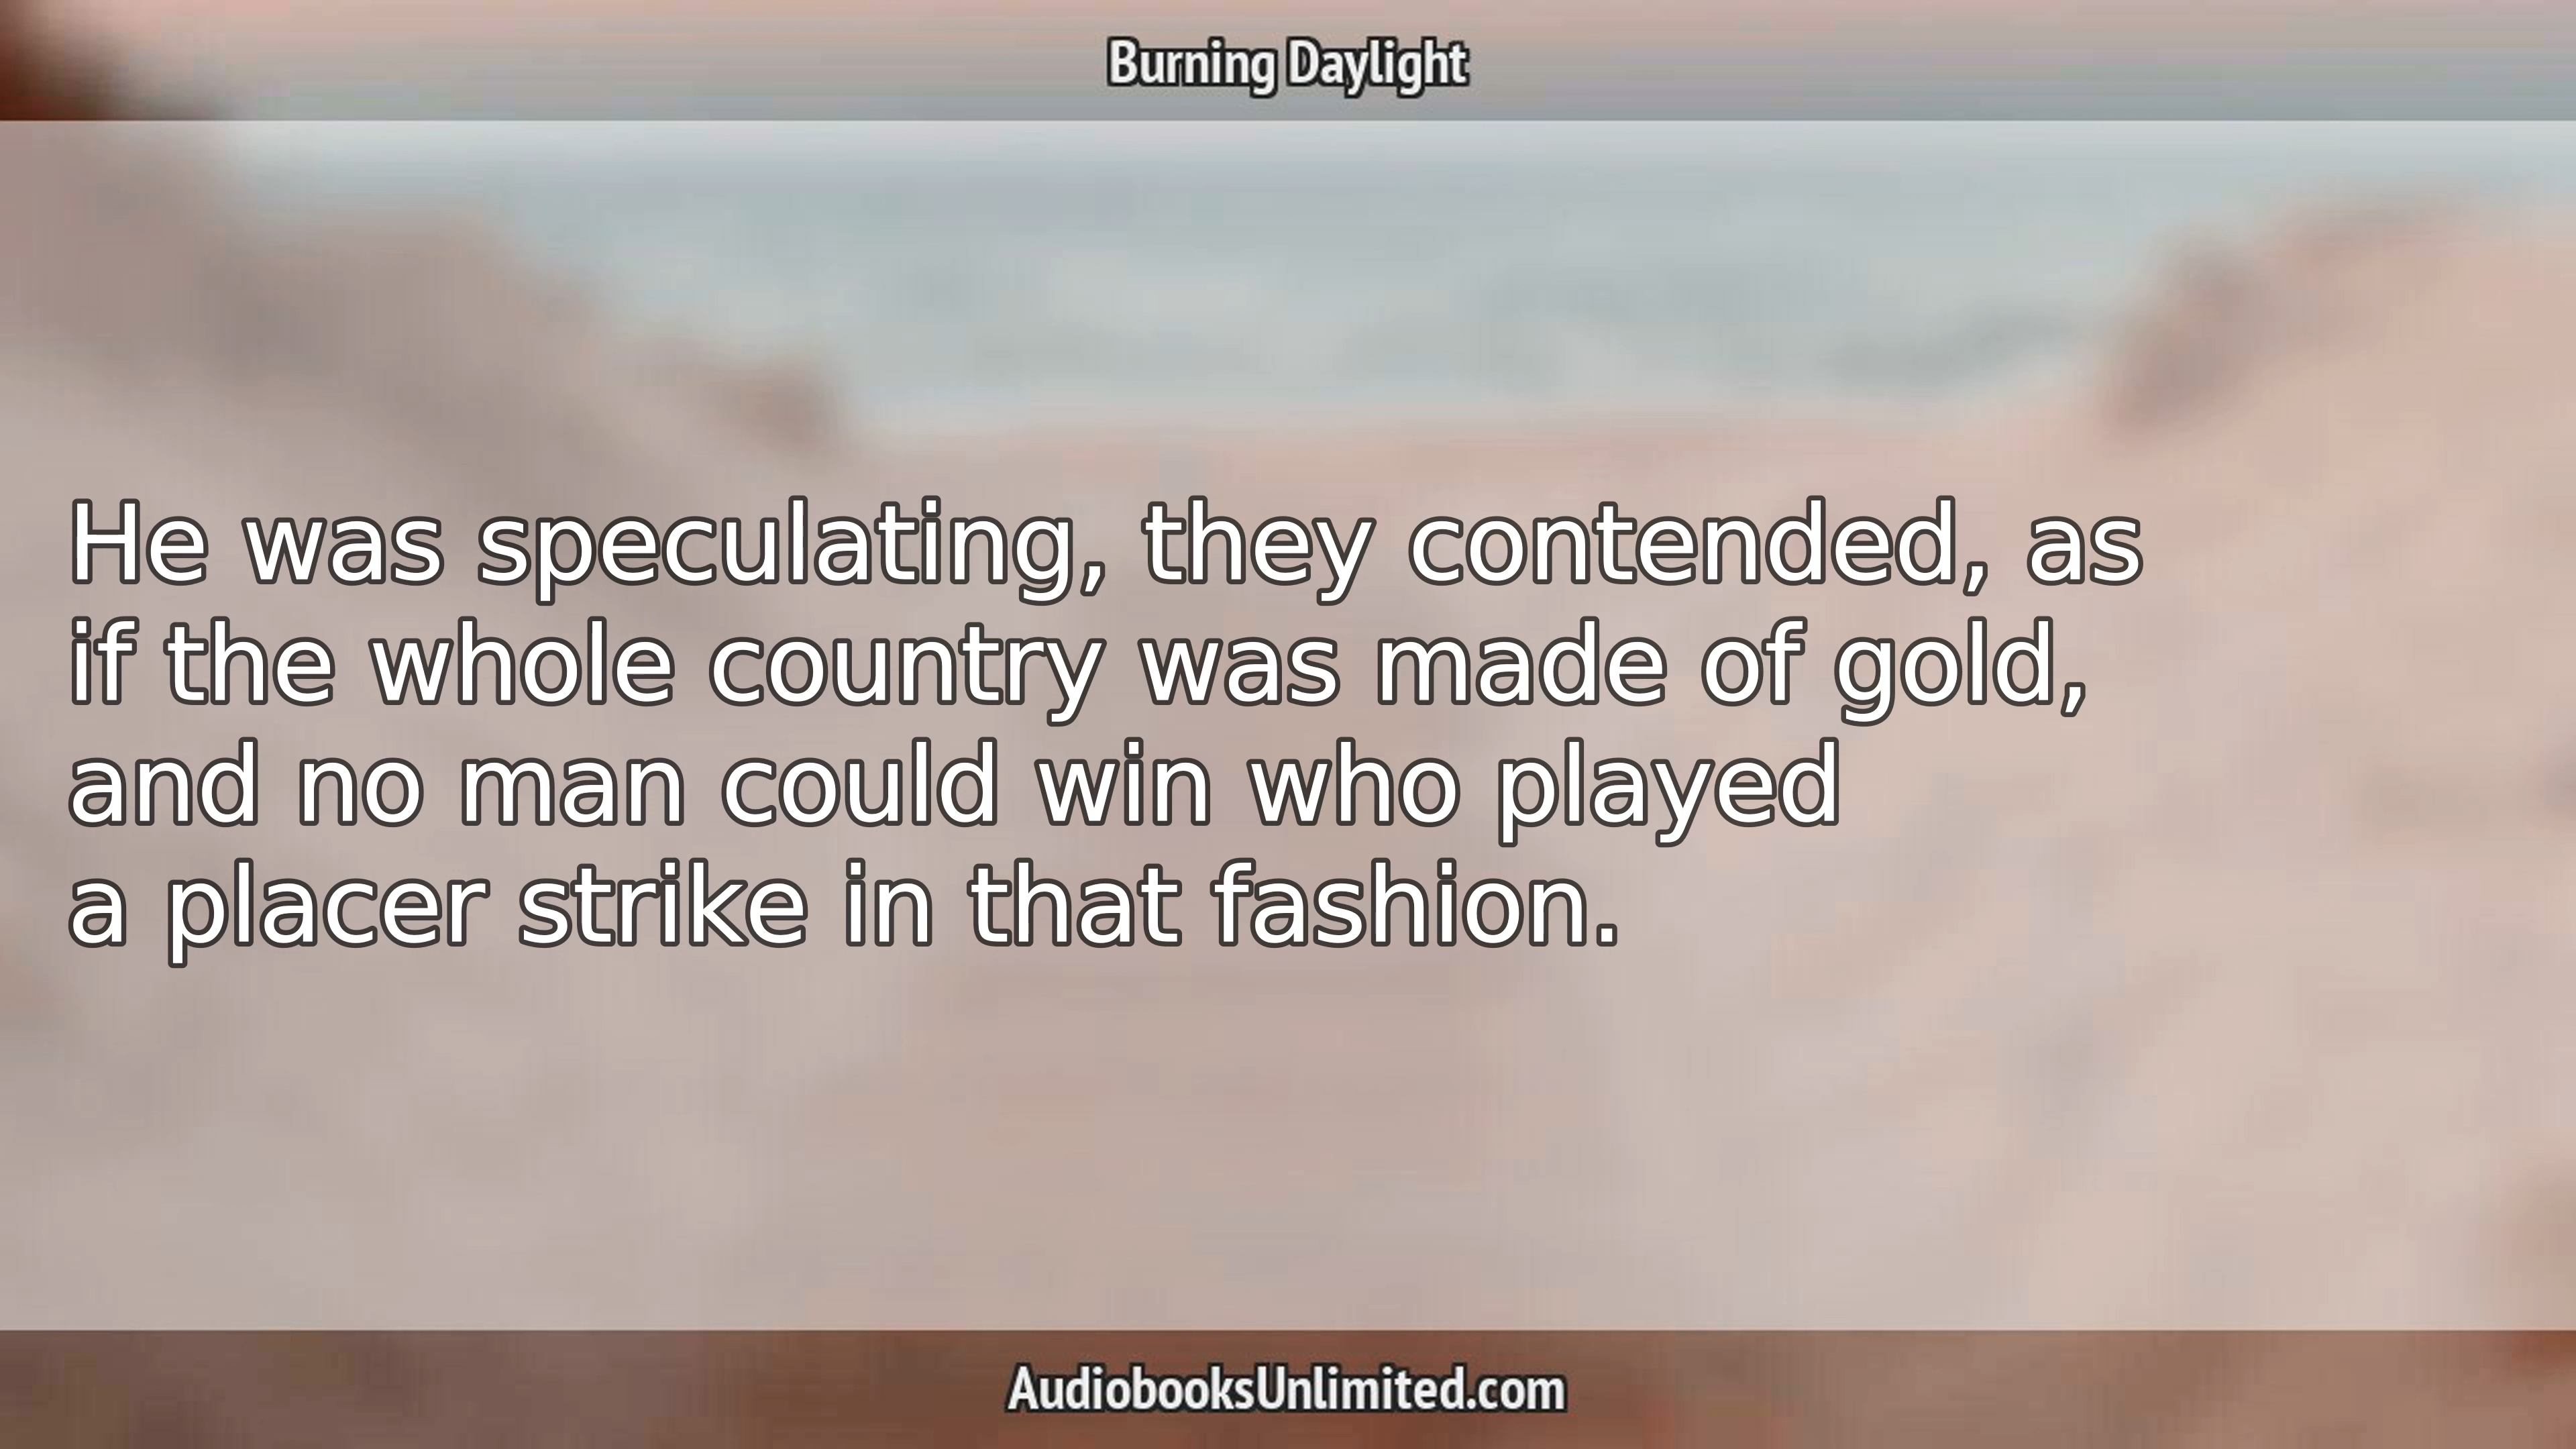 Burning Daylight
He was speculating, they contended, as
if the whole country was made of gold,
and no man could win who played
a placer strike in that fashion.
AudiobooksUnlimited.com